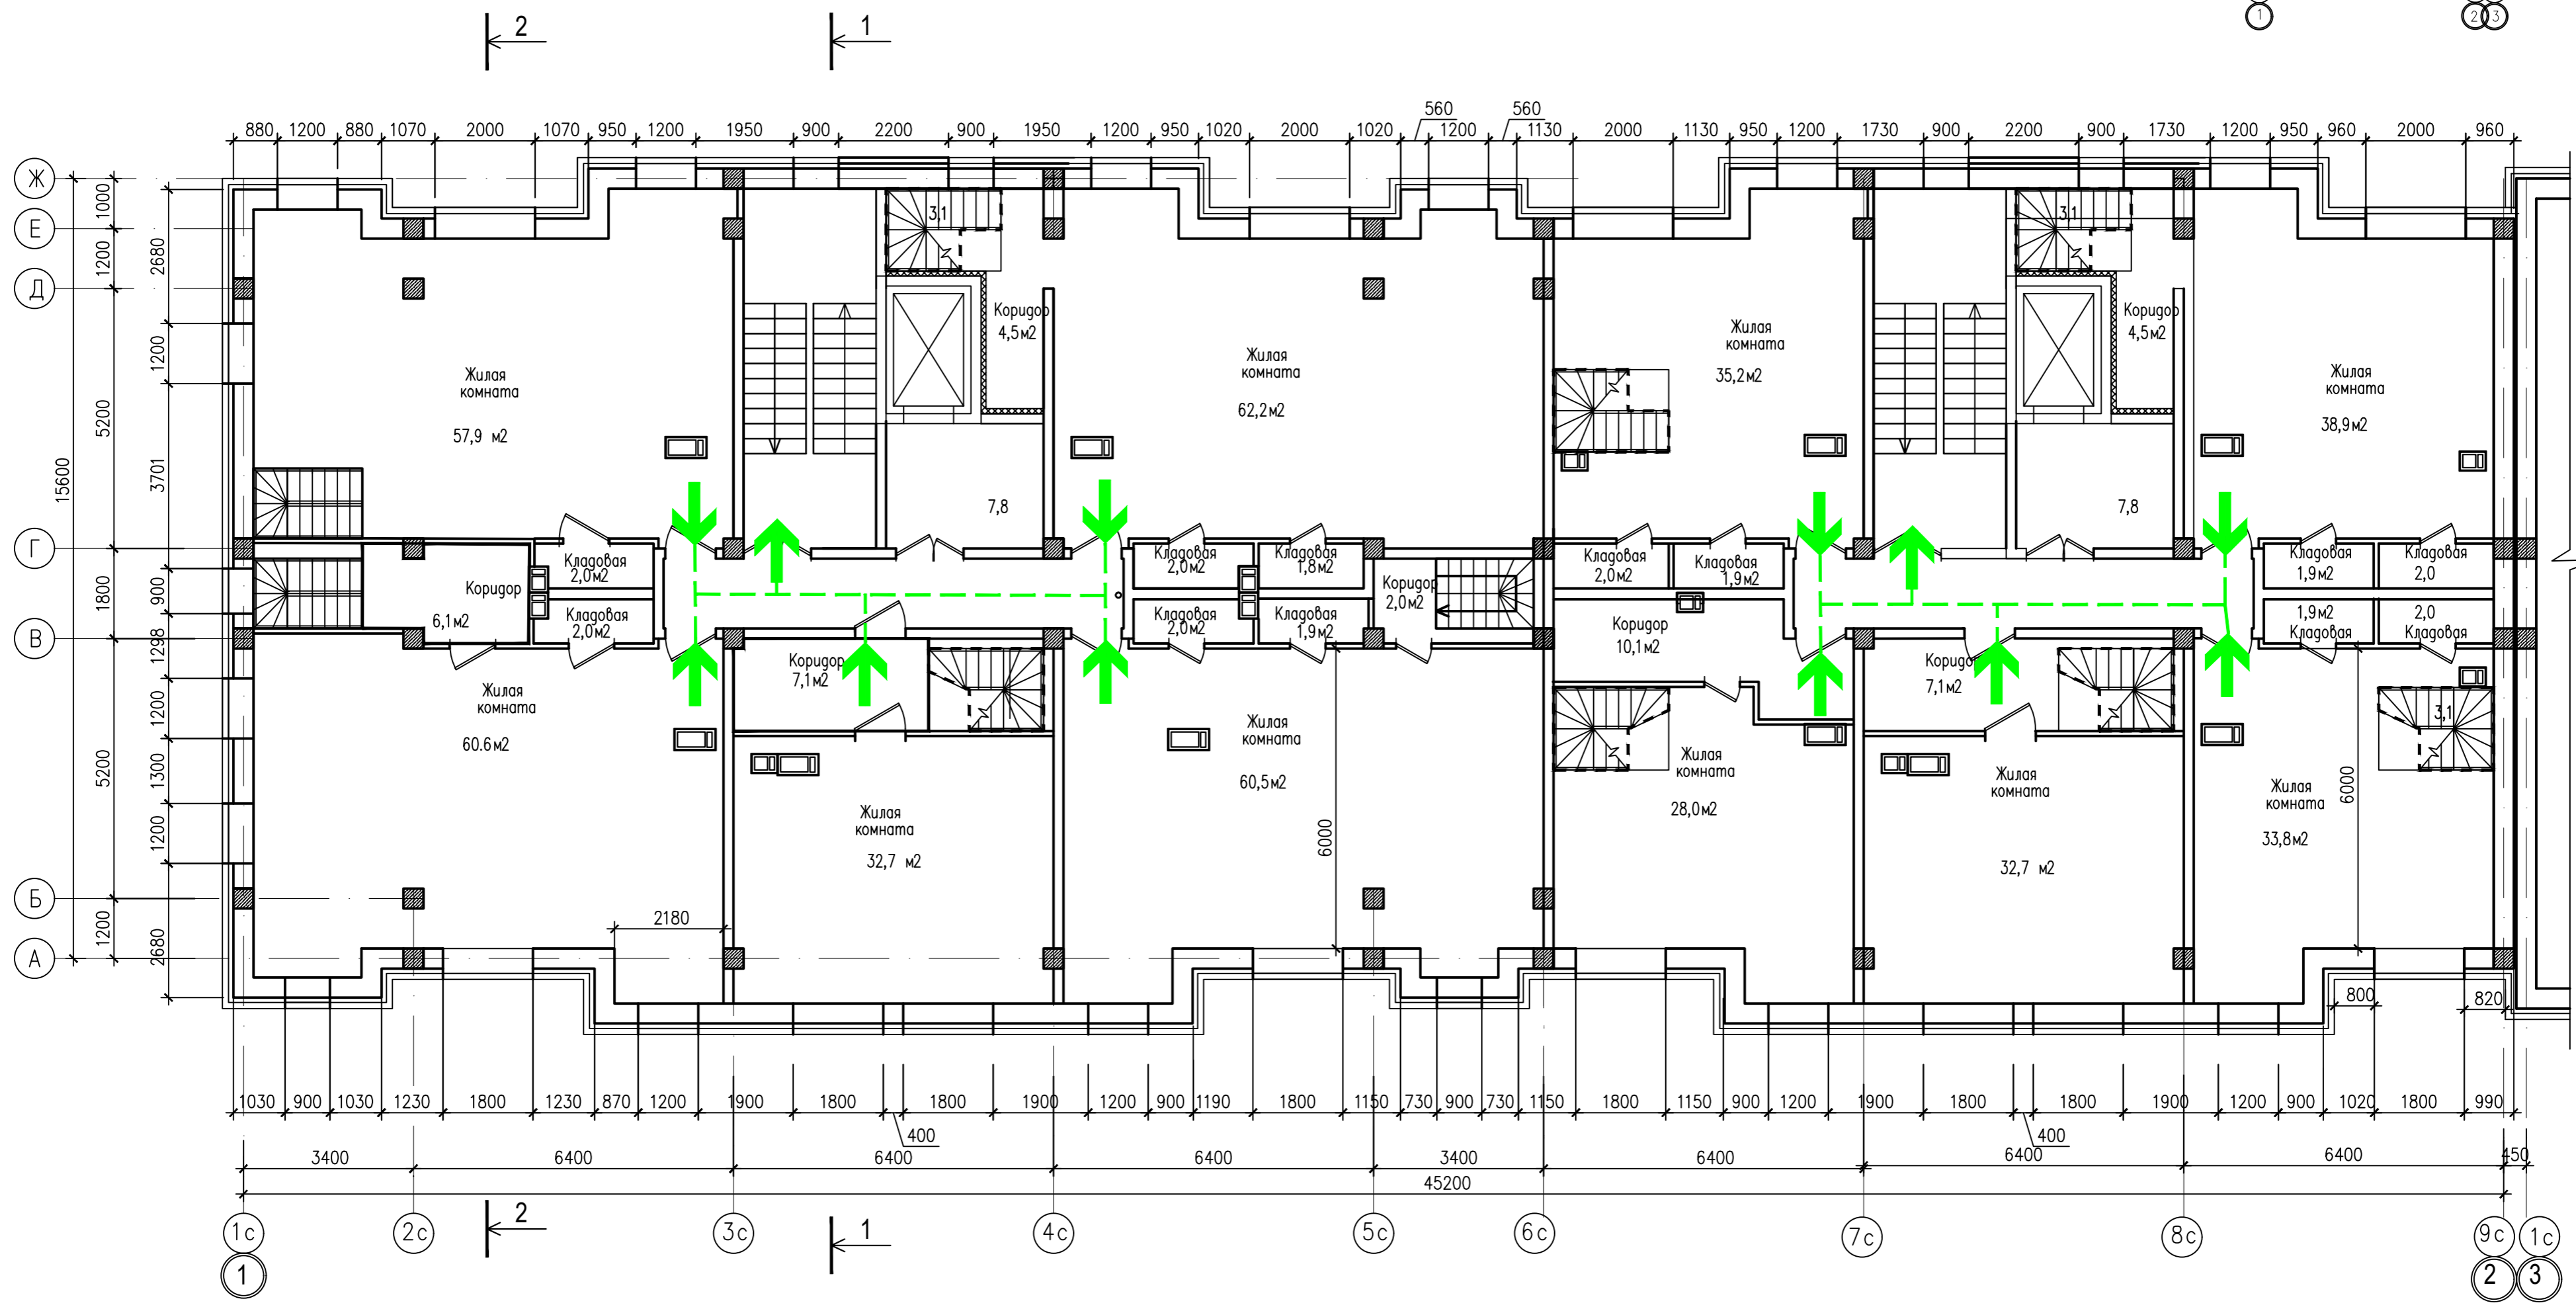 2
1
1
2 3
560
560
880 1200 880 1070 2000 1070 950 1200 1950 900 2200 900 1950 1200 950 1020 2000 1020 1200 1130 2000 1130 950 1200 1730 900 2200 900 1730 1200 950 960 2000 960
Ж
Е
Д
Г
В
Б
А
15600
1000
1200
5200
1800
5200
1200
2680
1200
3701
900
1298
1200
1300
1200
2680
Жилая
комната
57,9 м2
3,1
Коридор
4,5м2
7,8
Жилая
комната
62,2м2
Жилая
комната
35,2м2
3,1
Коридор
4,5м2
7,8
Жилая
комната
38,9м2
Коридор
6,1м2
Кладовая
2,0м2
Кладовая
2,0м2
Кладовая
2,0м2
Кладовая
1,8м2
Кладовая
2,0м2
Кладовая
1,9м2
Коридор
2,0м2
Кладовая
2,0м2
Кладовая
1,9м2
Кладовая
1,9м2
Кладовая
2,0
1,9м2
Кладовая
2,0
Кладовая
Жилая
комната
60.6м2
Коридор
7,1м2
Жилая
комната
32,7 м2
Жилая
комната
60,5м2
6000
Коридор
10,1м2
Жилая
комната
28,0м2
Коридор
7,1м2
Жилая
комната
32,7 м2
Жилая
комната
33,8м2
3,1
6000
2180
800
820
1030 900 1030 1230 1800 1230 870 1200 1900 1800 1800 1900 1200 900 1190 1800 1150 730 900 730 1150 1800 1150 900 1200 1900 1800 1800 1900 1200 900 1020 1800 990
400
400
3400 6400 6400 6400 3400 6400 6400 6400 450
45200
2
1
1с 2с 3с 4с 5с 6с 7с 8с 9с 1с
1 2 3